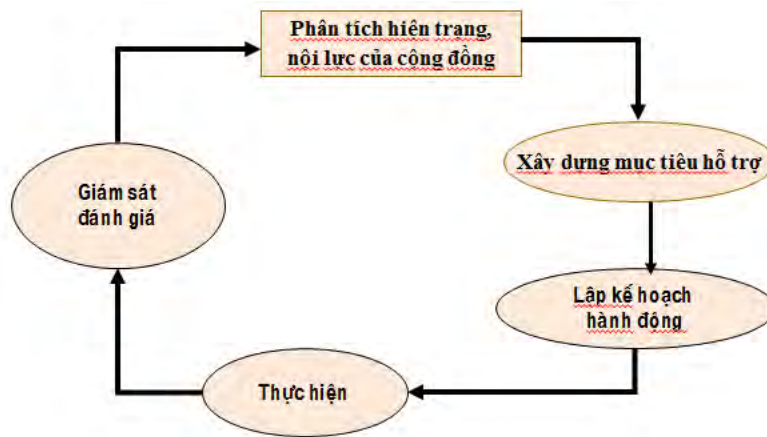 Phân tích hiện trạng,
nội lực của cộng đồng
Xây dựng mục tiêu hỗ trợ
Lập kế hoạch
hành đóng
Thực hiện
Giám sát
đánh giá